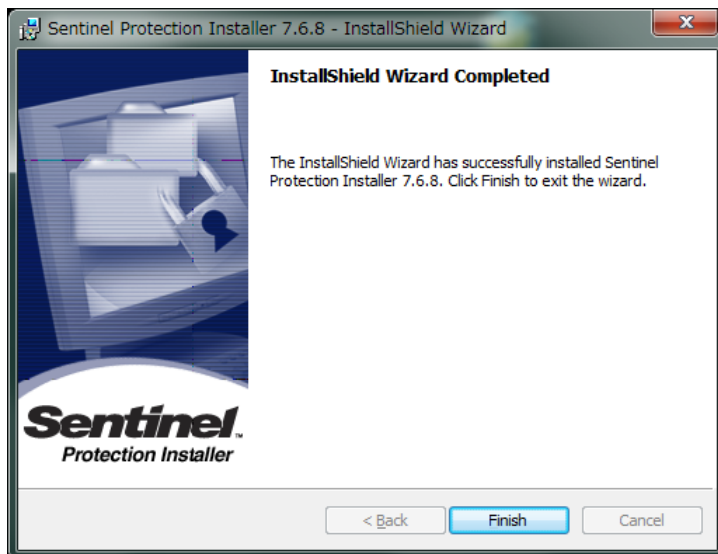 Sentinel Protection Installer 7.6.8 - InstallShield Wizard
InstallShield Wizard Completed
The InstallShield Wizard has successfully installed Sentinel
Protection Installer 7.6.8. Click Finish to exit the wizard.
Sentinel™
Protection Installer
< Back
Finish
Cancel